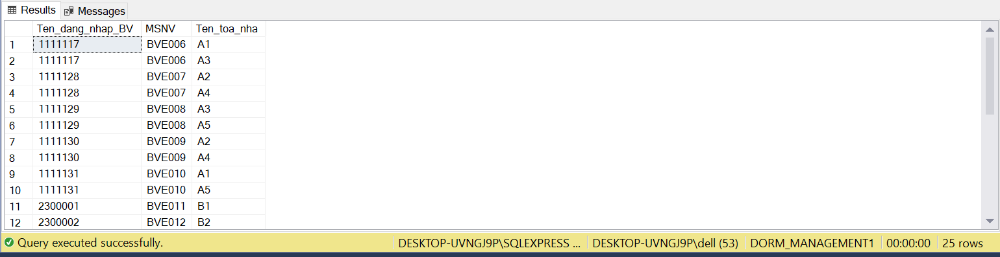 Results Messages
Ten_dang_nhap_BV MSNV Ten_toa_nha
1 1111117 BVE006 A1
2 1111117 BVE006 A3
3 1111128 BVE007 A2
4 1111128 BVE007 A4
5 1111129 BVE008 A3
6 1111129 BVE008 A5
7 1111130 BVE009 A2
8 1111130 BVE009 A4
9 1111131 BVE010 A1
10 1111131 BVE010 A5
11 2300001 BVE011 B1
12 2300002 BVE012 B2
Query executed successfully. DESKTOP-UVNGJ9P\SQLEXPRESS ... DESKTOP-UVNGJ9P\dell (53) DORM_MANAGEMENT1 00:00:00 25 rows